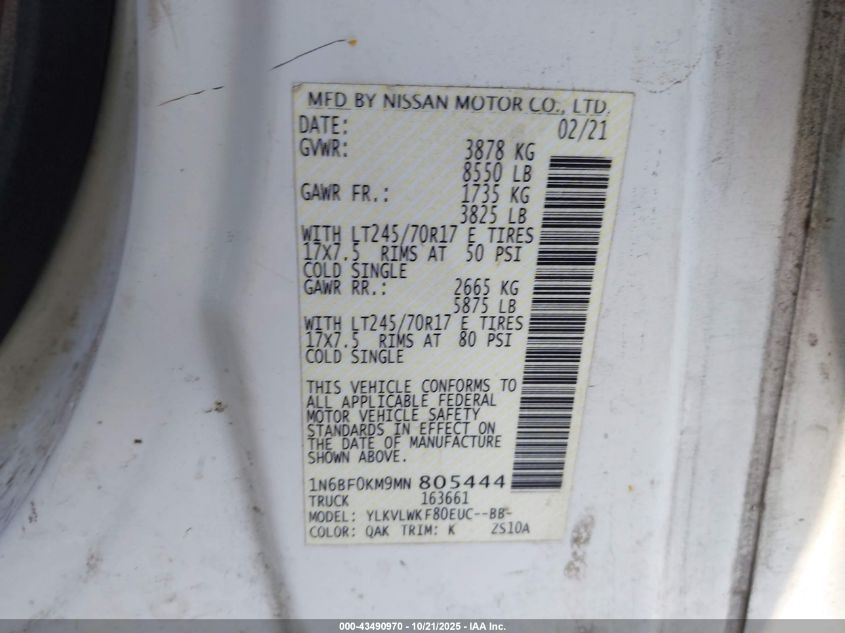 MFD BY NISSAN MOTOR CO., LTD.
DATE: 02/21
GVWR: 3878 KG
8550 LB
GAWR FR.: 1735 KG
3825 LB
WITH LT245/70R17 E TIRES
17X7.5 RIMS AT 50 PSI
COLD SINGLE
GAWR RR.: 2665 KG
5875 LB
WITH LT245/70R17 E TIRES
17X7.5 RIMS AT 80 PSI
COLD SINGLE
THIS VEHICLE CONFORMS TO
ALL APPLICABLE FEDERAL
MOTOR VEHICLE SAFETY
STANDARDS IN EFFECT ON
THE DATE OF MANUFACTURE
SHOWN ABOVE.
1N6BF0KM9MN805444
TRUCK 163661
MODEL: YLKVLWKF80EUC--BB-
COLOR: QAK TRIM: K 2S10A
000-43490970 - 10/21/2025 - IAA Inc.